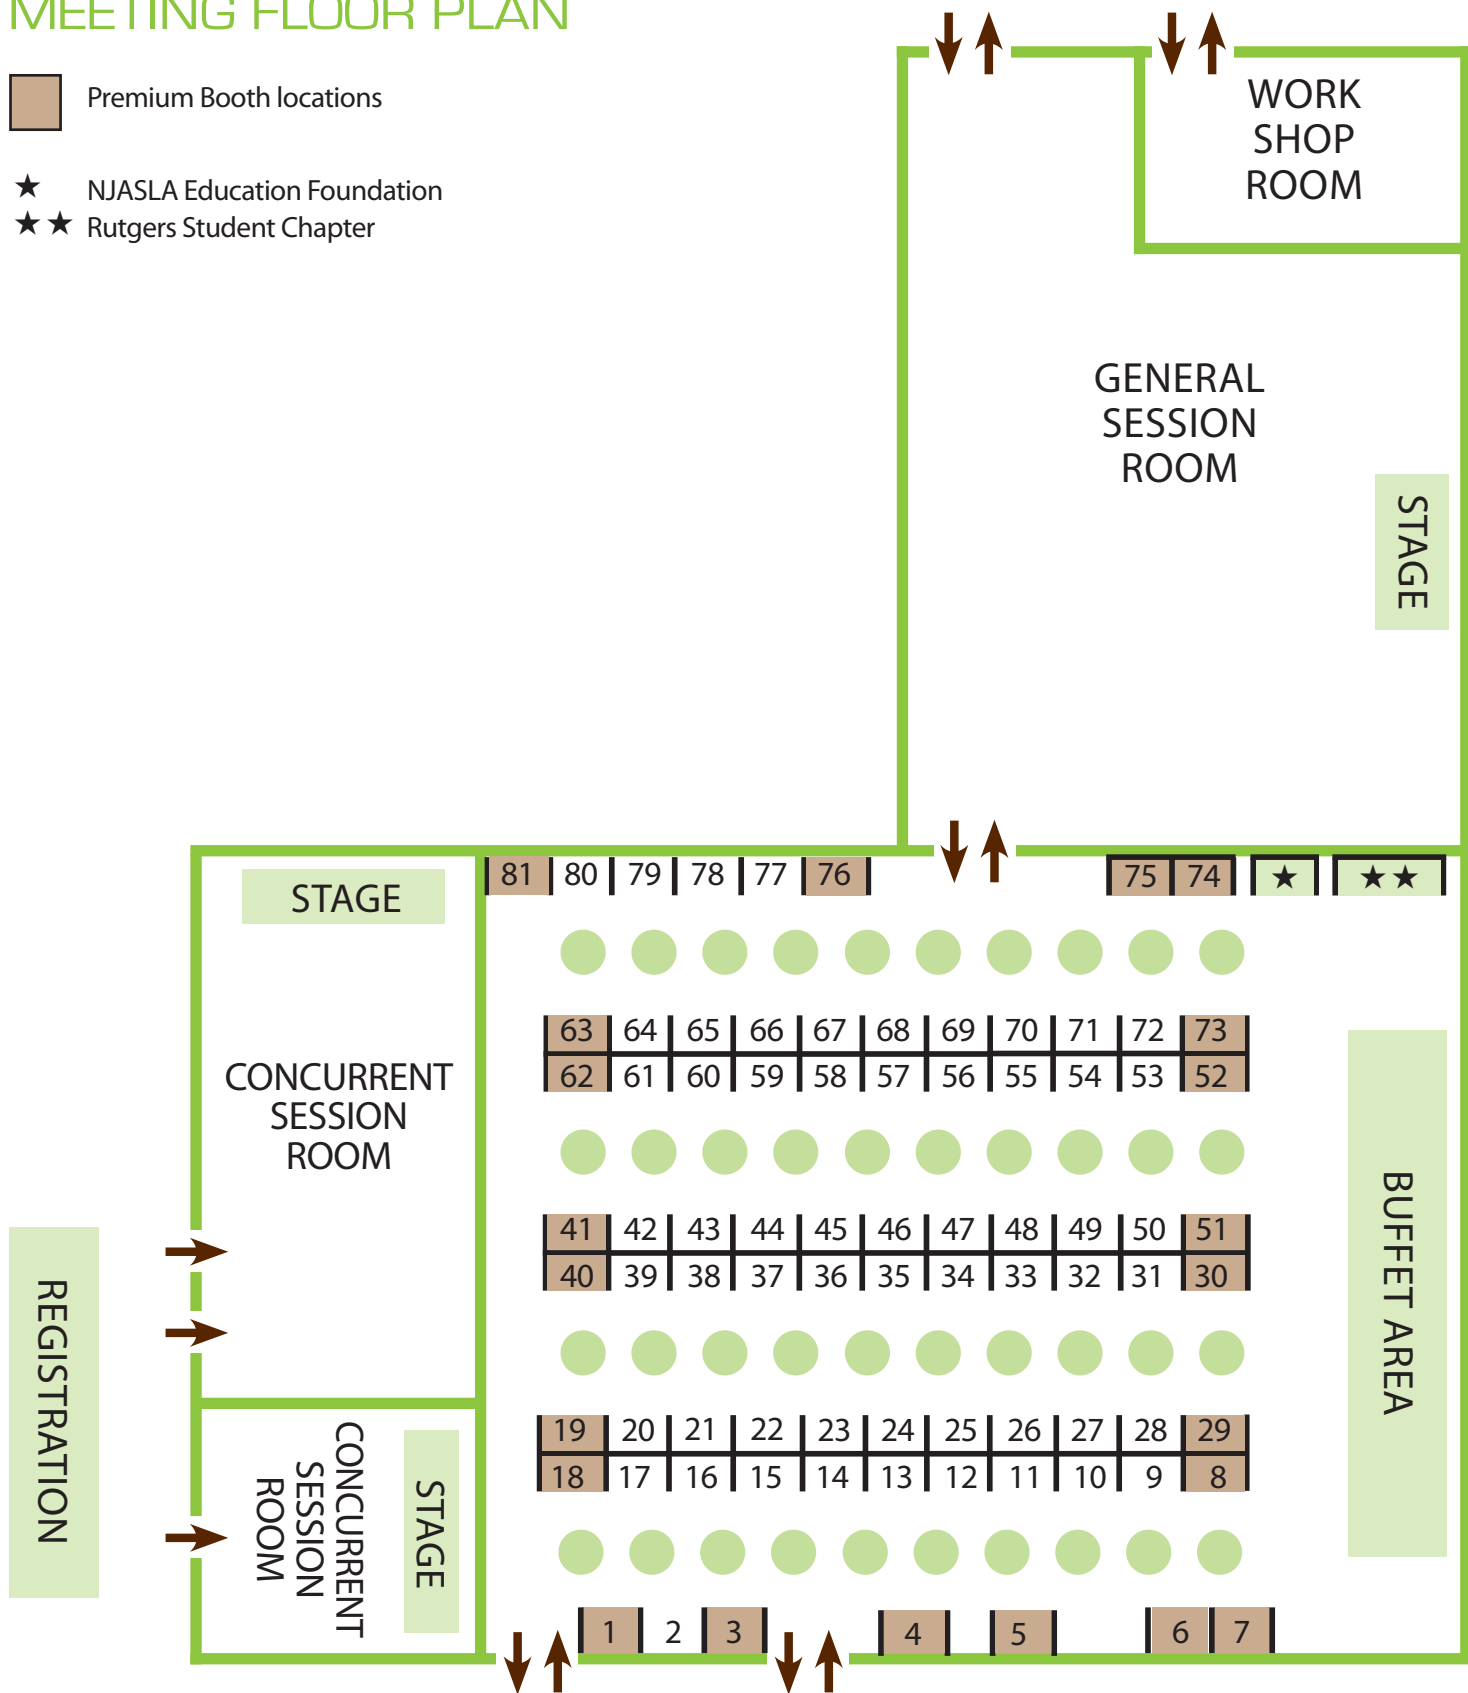 MEETING FLOOR PLAN
Premium Booth locations
★ NJASLA Education Foundation
★★ Rutgers Student Chapter
WORK
SHOP
ROOM
GENERAL
SESSION
ROOM
STAGE
81 80 79 78 77 76 75 74 ★ ★★
STAGE
63 64 65 66 67 68 69 70 71 72 73
62 61 60 59 58 57 56 55 54 53 52
CONCURRENT
SESSION
ROOM
41 42 43 44 45 46 47 48 49 50 51
40 39 38 37 36 35 34 33 32 31 30
BUFFET AREA
REGISTRATION
19 20 21 22 23 24 25 26 27 28 29
18 17 16 15 14 13 12 11 10 9 8
CONCURRENT
SESSION
ROOM
STAGE
1 2 3 4 5 6 7